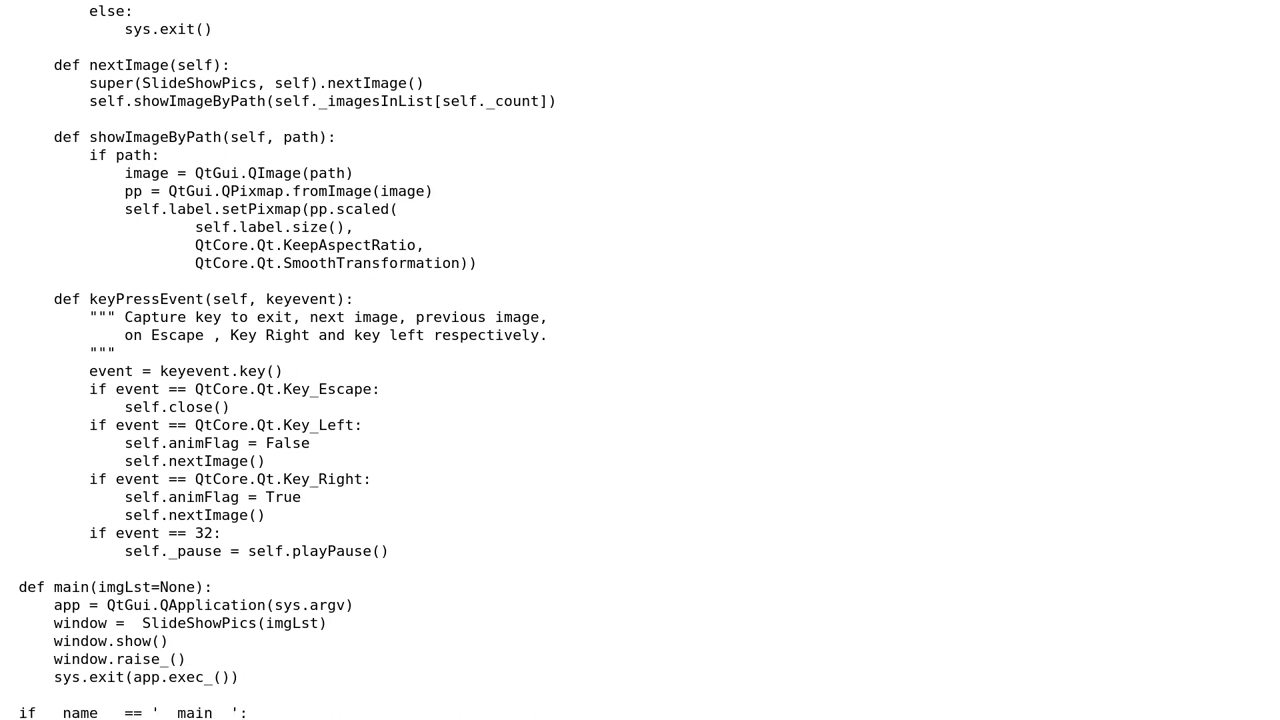 else:
            sys.exit()

    def nextImage(self):
        super(SlideShowPics, self).nextImage()
        self.showImageByPath(self._imagesInList[self._count])

    def showImageByPath(self, path):
        if path:
            image = QtGui.QImage(path)
            pp = QtGui.QPixmap.fromImage(image)
            self.label.setPixmap(pp.scaled(
                    self.label.size(),
                    QtCore.Qt.KeepAspectRatio,
                    QtCore.Qt.SmoothTransformation))

    def keyPressEvent(self, keyevent):
        """ Capture key to exit, next image, previous image,
            on Escape , Key Right and key left respectively.
        """
        event = keyevent.key()
        if event == QtCore.Qt.Key_Escape:
            self.close()
        if event == QtCore.Qt.Key_Left:
            self.animFlag = False
            self.nextImage()
        if event == QtCore.Qt.Key_Right:
            self.animFlag = True
            self.nextImage()
        if event == 32:
            self._pause = self.playPause()

def main(imgLst=None):
    app = QtGui.QApplication(sys.argv)
    window =  SlideShowPics(imgLst)
    window.show()
    window.raise_()
    sys.exit(app.exec_())

if __name__ == '__main__':